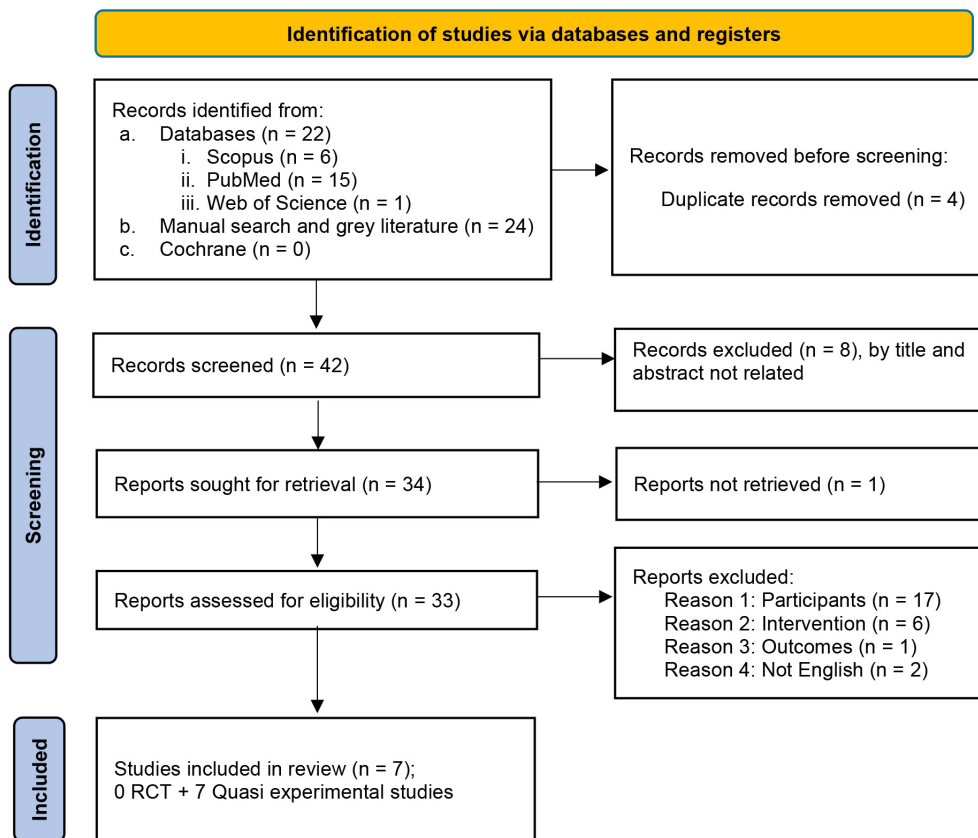 Identification of studies via databases and registers
Identification
Records identified from:
a. Databases (n = 22)
i. Scopus (n = 6)
ii. PubMed (n = 15)
iii. Web of Science (n = 1)
b. Manual search and grey literature (n = 24)
c. Cochrane (n = 0)
Records removed before screening:
Duplicate records removed (n = 4)
Screening
Records screened (n = 42)
Records excluded (n = 8), by title and
abstract not related
Reports sought for retrieval (n = 34)
Reports not retrieved (n = 1)
Reports assessed for eligibility (n = 33)
Reports excluded:
Reason 1: Participants (n = 17)
Reason 2: Intervention (n = 6)
Reason 3: Outcomes (n = 1)
Reason 4: Not English (n = 2)
Included
Studies included in review (n = 7);
0 RCT + 7 Quasi experimental studies